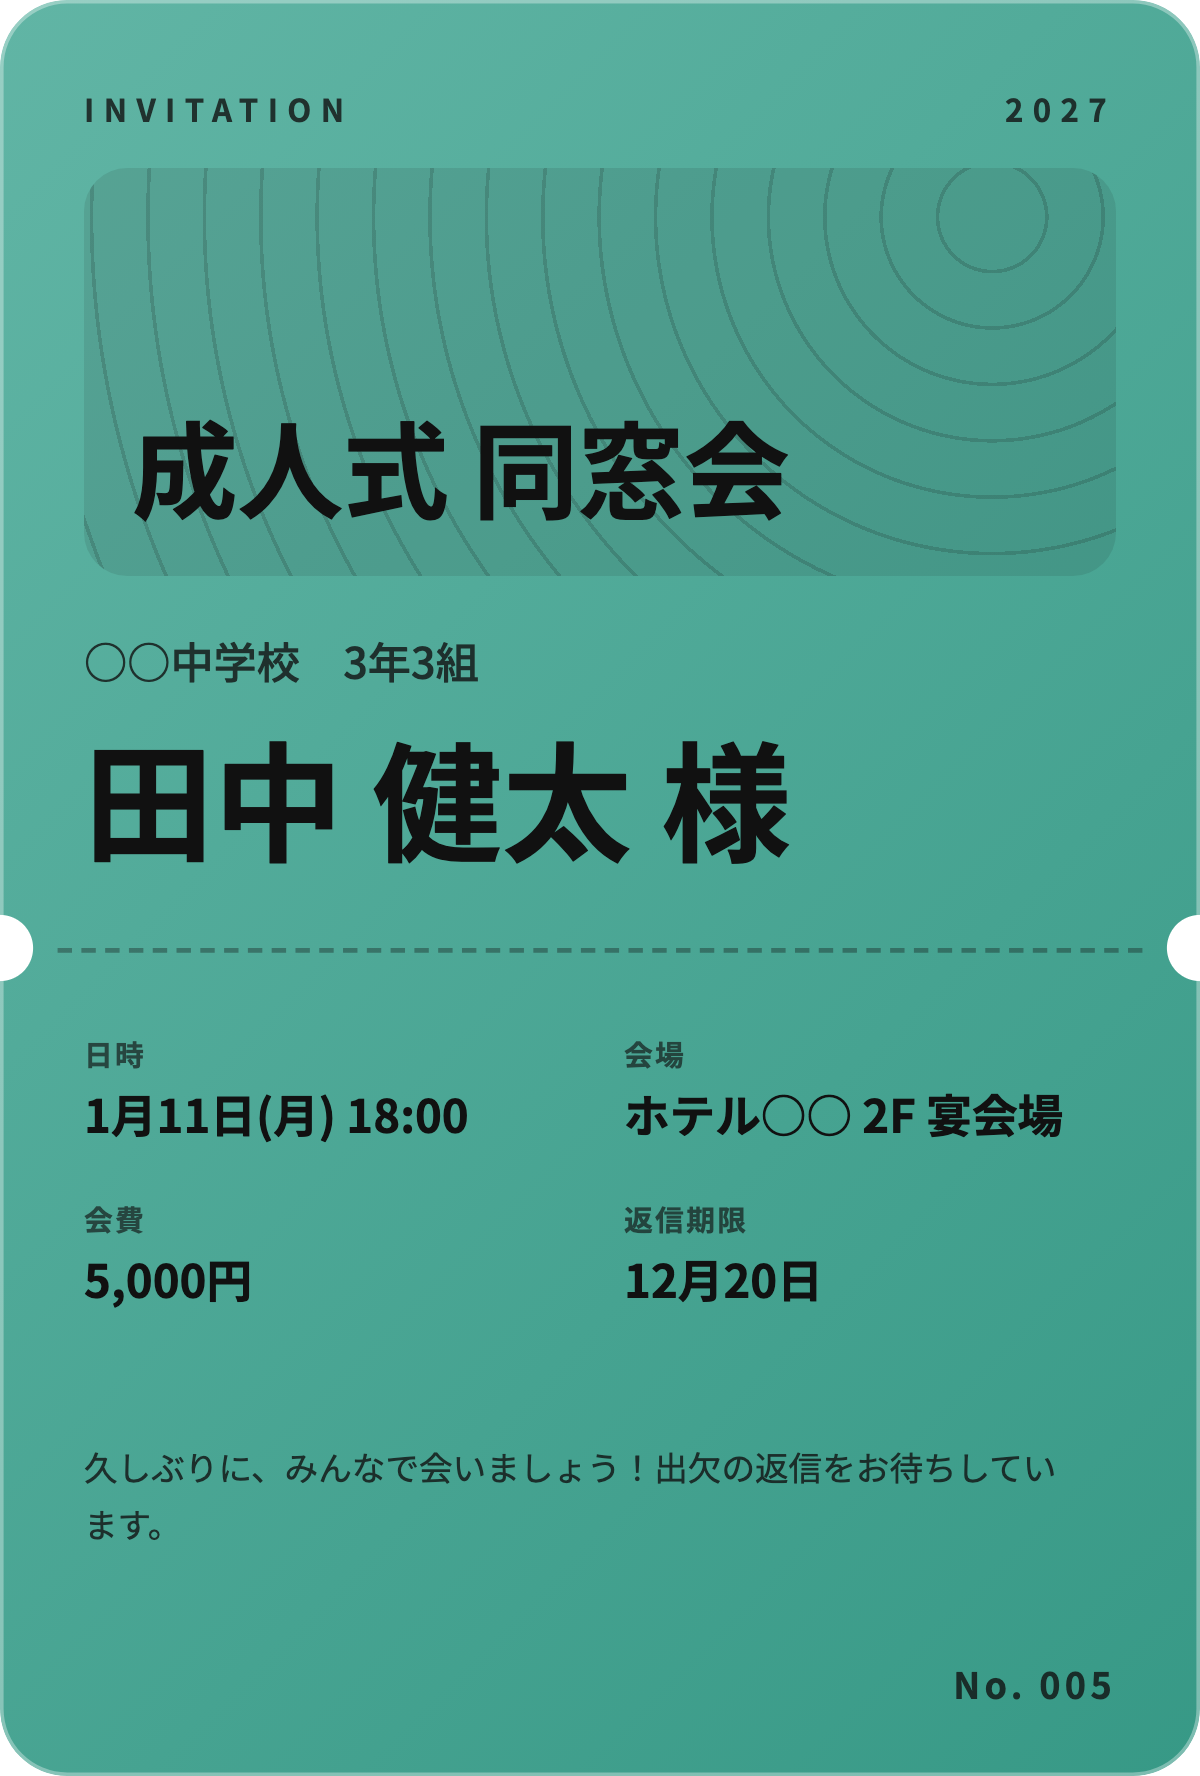 INVITATION
2027
成人式 同窓会
○○中学校　3年3組
田中 健太 様
日時
会場
1月11日(月) 18:00
ホテル○○ 2F 宴会場
会費
返信期限
5,000円
12月20日
久しぶりに、みんなで会いましょう！出欠の返信をお待ちしてい
ます。
No. 005